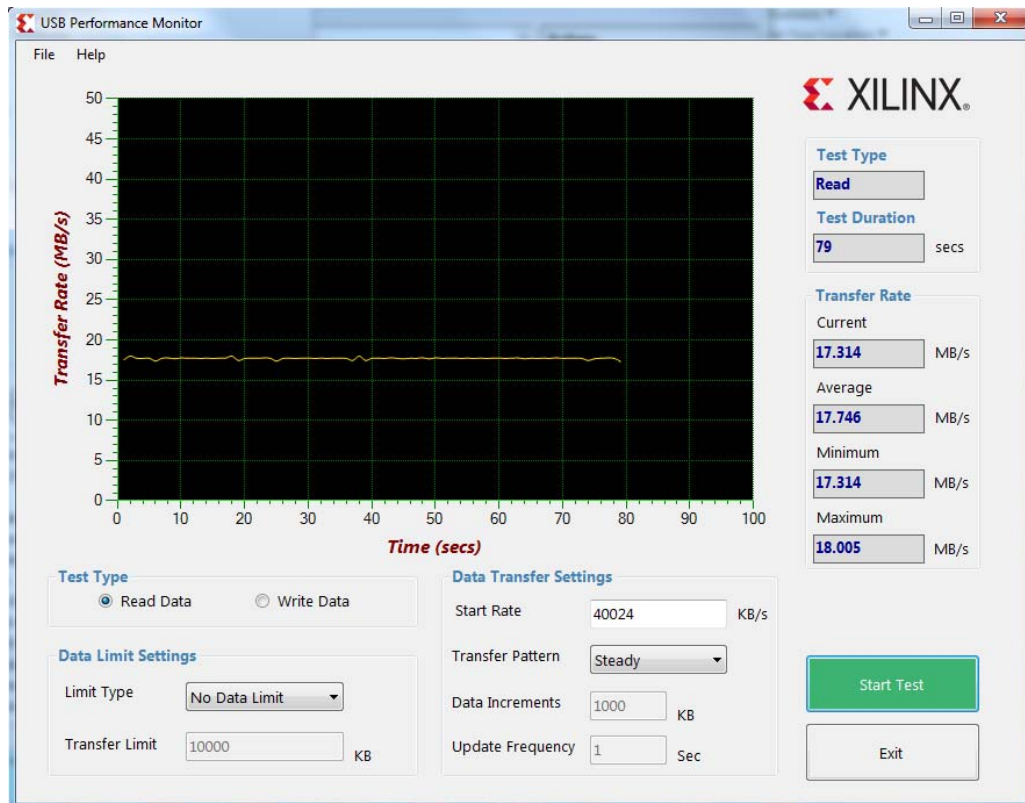 USB Performance Monitor
File Help
XILINX®
50
45
40
35
30
25
20
15
10
5
0
Transfer Rate (MB/s)
0 10 20 30 40 50 60 70 80 90 100
Time (secs)
Test Type
Read
Test Duration
79 secs
Transfer Rate
Current
17.314 MB/s
Average
17.746 MB/s
Minimum
17.314 MB/s
Maximum
18.005 MB/s
Test Type
Read Data Write Data
Data Limit Settings
Limit Type No Data Limit
Transfer Limit 10000 KB
Data Transfer Settings
Start Rate 40024 KB/s
Transfer Pattern Steady
Data Increments 1000 KB
Update Frequency 1 Sec
Start Test
Exit